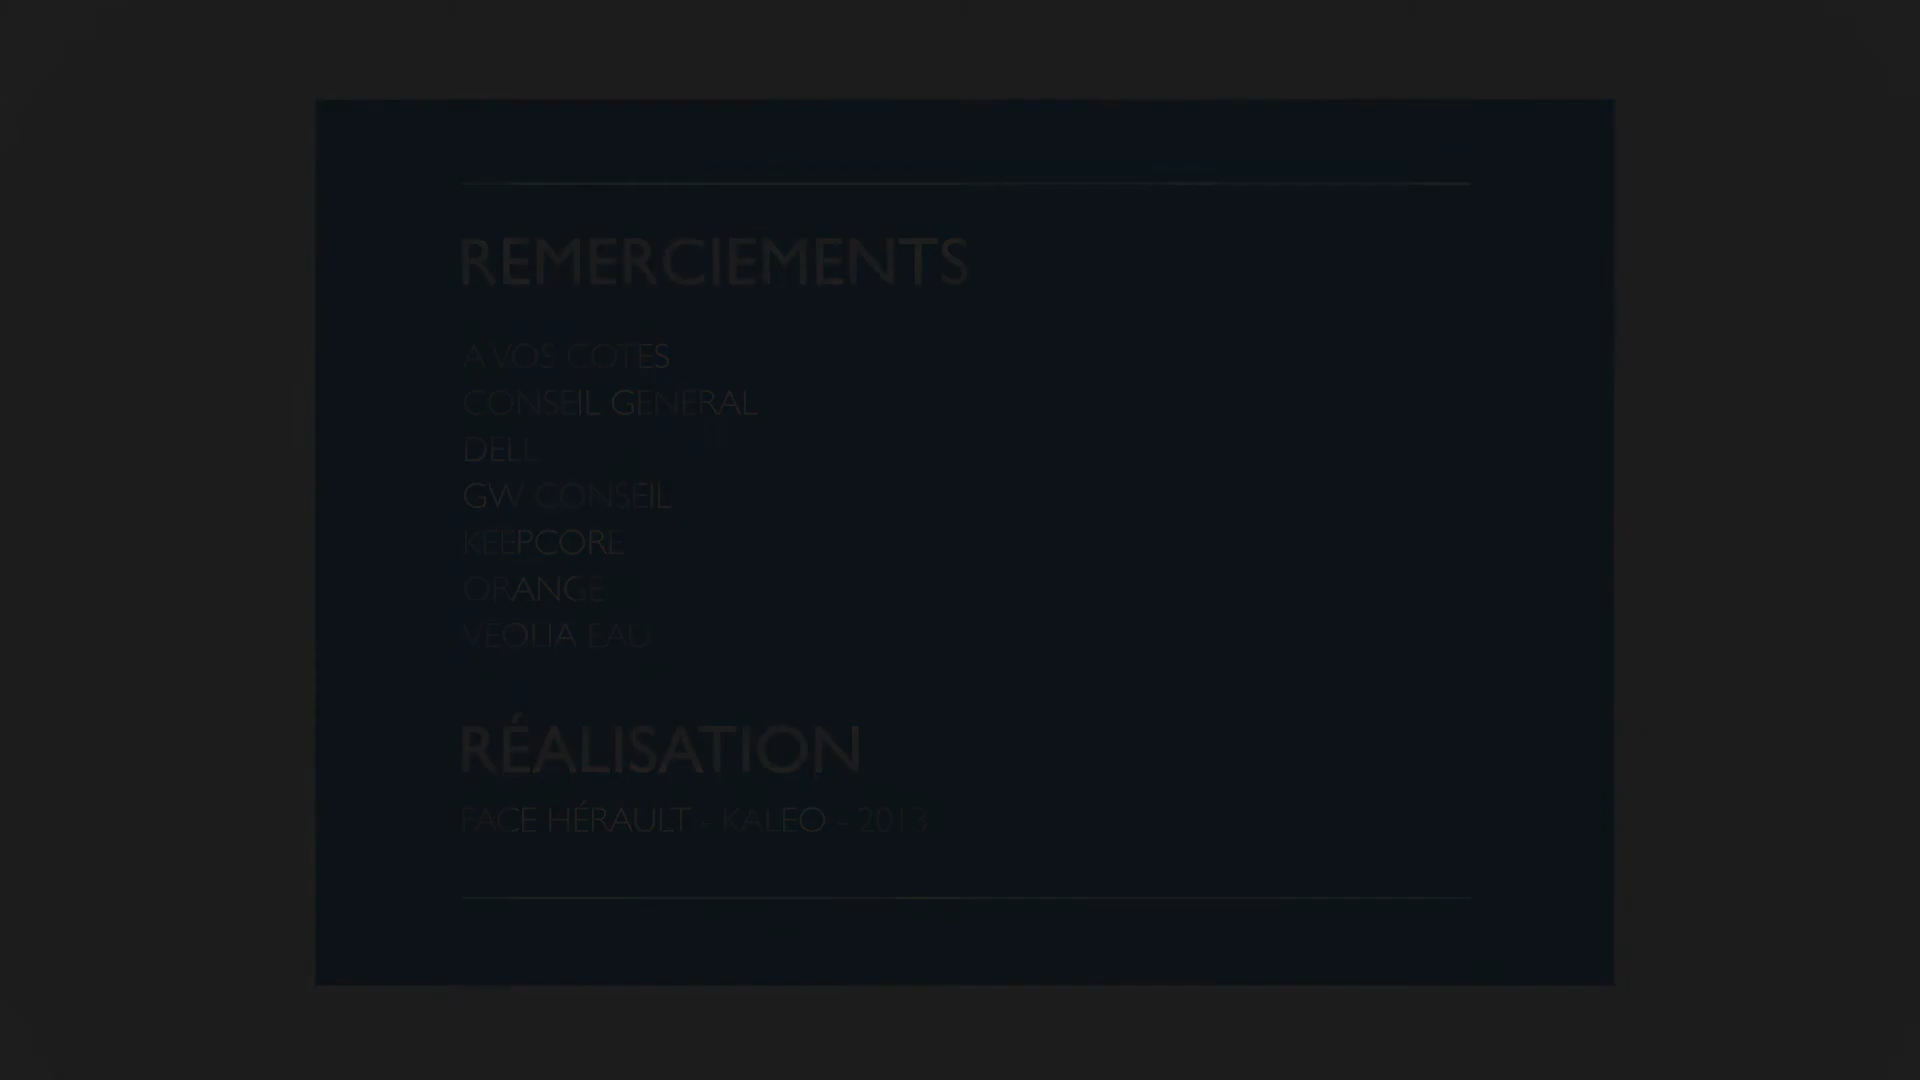 REMERCIEMENTS
A VOS COTES
CONSEIL GENERAL
DELL
GW CONSEIL
KEEPCORE
ORANGE
VEOLIA EAU
RÉALISATION
FACE HÉRAULT - KALEO - 2013